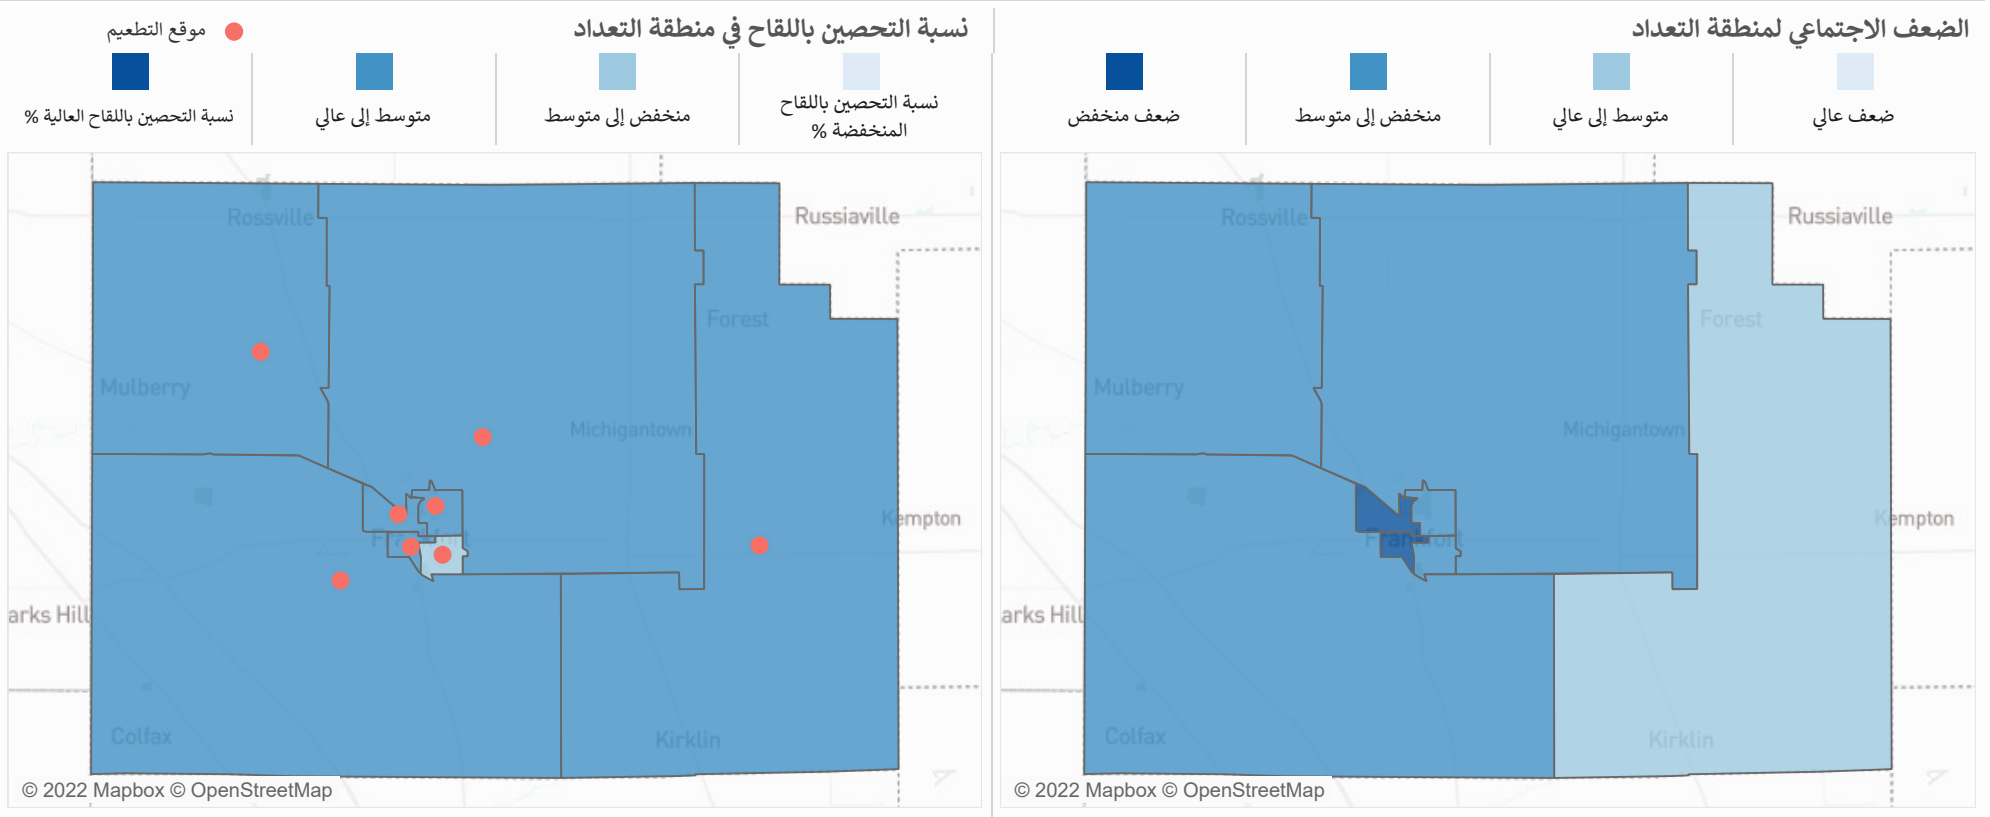 الضعف الاجتماعي لمنطقة التعداد
ضعف عالي
متوسط إلى عالي
منخفض إلى متوسط
ضعف منخفض
Rossville
Russiaville
Forest
Mulberry
Michigantown
Kempton
Frankfort
arks Hill
Colfax
Kirklin
© 2022 Mapbox © OpenStreetMap
نسبة التحصين باللقاح في منطقة التعداد
موقع التطعيم
نسبة التحصين باللقاح
المنخفضة %
منخفض إلى متوسط
متوسط إلى عالي
نسبة التحصين باللقاح العالية %
Rossville
Russiaville
Forest
Mulberry
Michigantown
Kempton
Frankfort
arks Hill
Colfax
Kirklin
© 2022 Mapbox © OpenStreetMap